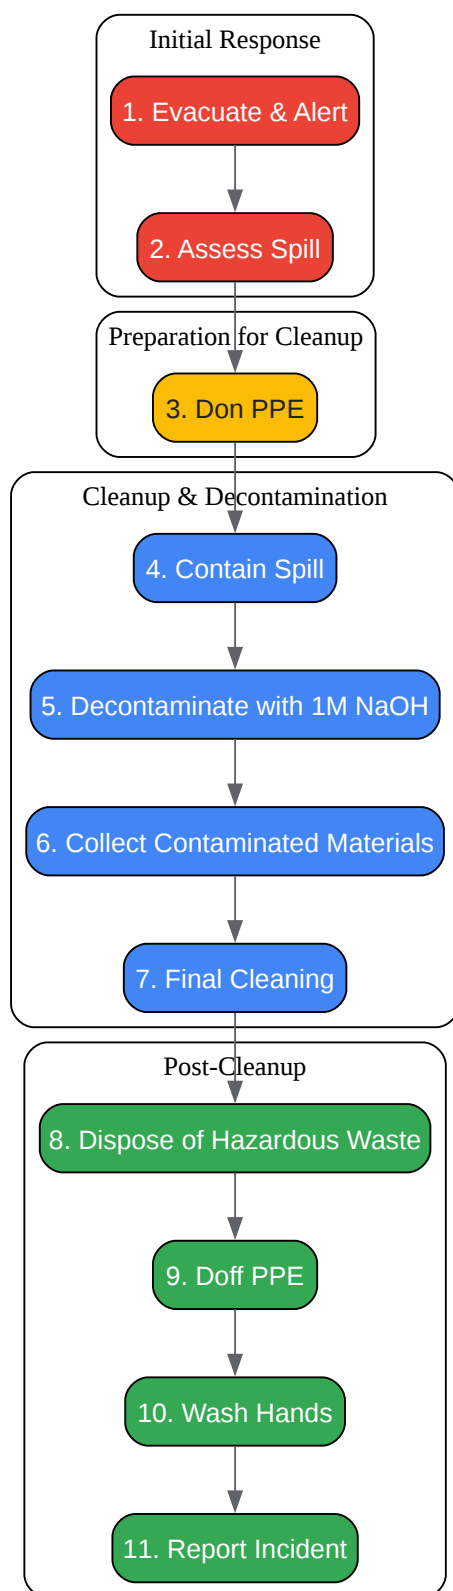 Initial Response
1. Evacuate & Alert
2. Assess Spill
Preparation for Cleanup
3. Don PPE
Cleanup & Decontamination
4. Contain Spill
5. Decontaminate with 1M NaOH
6. Collect Contaminated Materials
7. Final Cleaning
Post-Cleanup
8. Dispose of Hazardous Waste
9. Doff PPE
10. Wash Hands
11. Report Incident